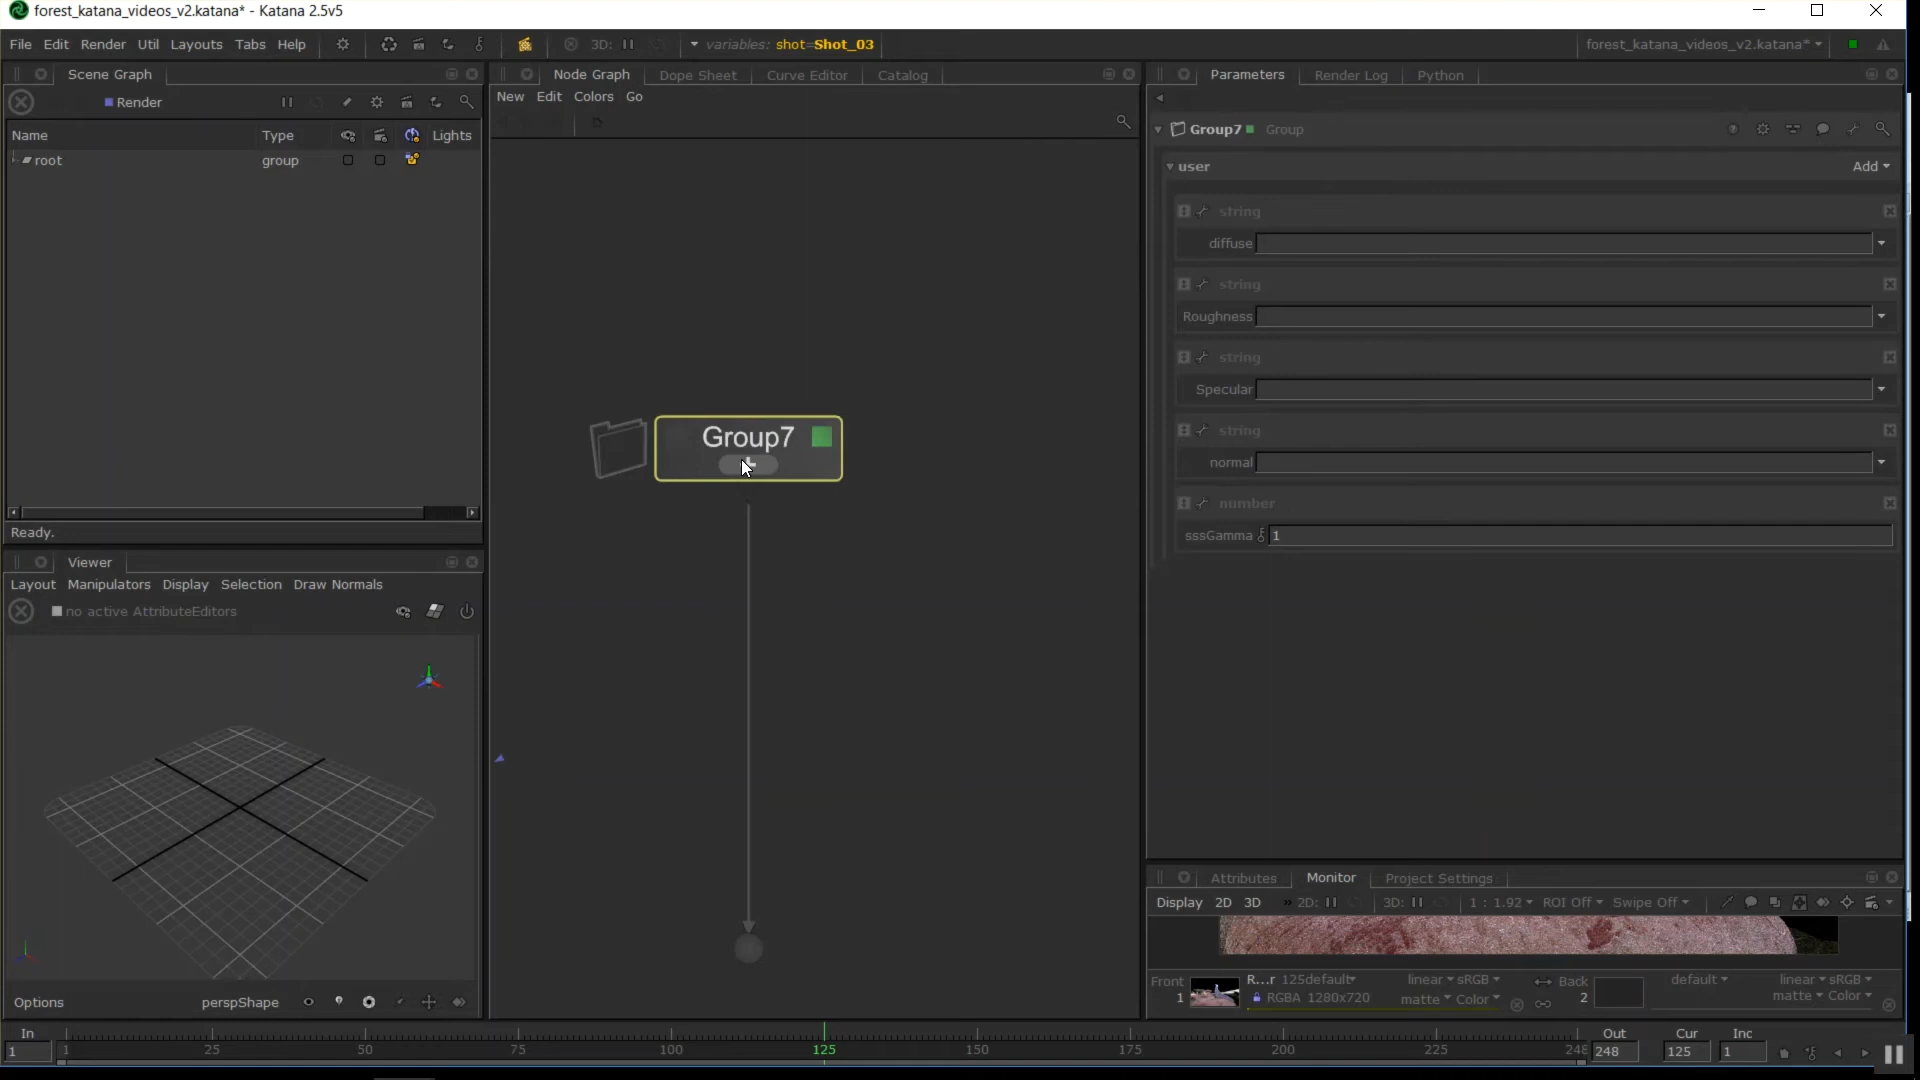 forest_katana_videos_v2.katana* - Katana 2.5v5
File Edit Render Util Layouts Tabs Help 3D: variables: shot=Shot_03 forest_katana_videos_v2.katana*
Scene Graph
Render
Name Type Lights
root group
Ready.
Viewer
Layout Manipulators Display Selection Draw Normals
no active AttributeEditors
Options perspShape
Node Graph Dope Sheet Curve Editor Catalog
New Edit Colors Go
Group7
Parameters Render Log Python
Group7 Group
user Add
string
diffuse
string
Roughness
string
Specular
string
normal
number
sssGamma 1
Attributes Monitor Project Settings
Display 2D 3D » 2D: 3D: 1 : 1.92 ROI Off Swipe Off
Front R...r 125default linear sRGB Back default linear sRGB
1 RGBA 1280x720 matte Color 2 matte Color
In Out Cur Inc
1 1 25 50 75 100 125 150 175 200 225 248 248 125 1